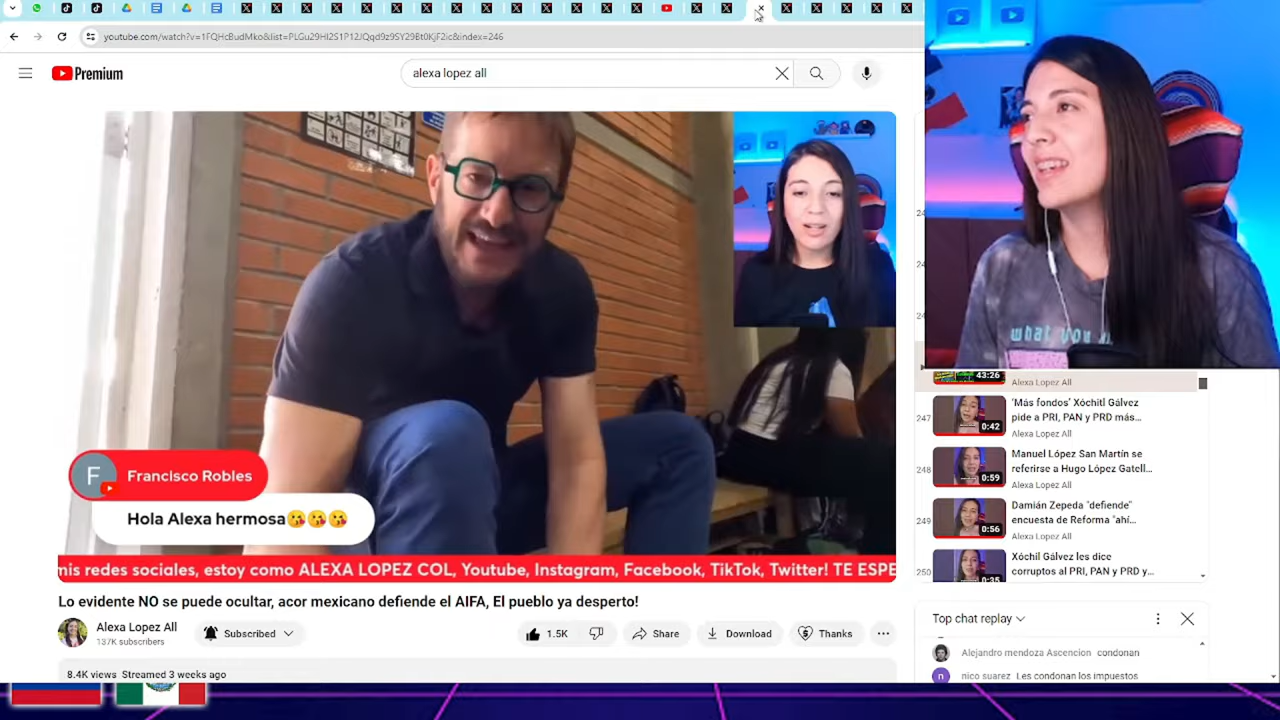 youtube.com/watch?v=1FQHcBudMko&list=PLGu29HI2S1P12JQqd9z9SY29Bt0KjF2ic&index=246
Premium
alexa lopez all
Francisco Robles
Hola Alexa hermosa😘😘😘
mis redes sociales, estoy como ALEXA LOPEZ COL, Youtube, Instagram, Facebook, TikTok, Twitter! TE ESPE
Lo evidente NO se puede ocultar, acor mexicano defiende el AIFA, El pueblo ya desperto!
Alexa Lopez All
137K subscribers
Subscribed
1.5K
Share
Download
Thanks
8.4K views Streamed 3 weeks ago
what you
43:26
Alexa Lopez All
247
0:42
'Más fondos' Xóchitl Gálvez
pide a PRI, PAN y PRD más...
Alexa Lopez All
248
0:59
Manuel López San Martín se
referirse a Hugo López Gatell...
Alexa Lopez All
249
0:56
Damián Zepeda "defiende"
encuesta de Reforma "ahí...
Alexa Lopez All
250
0:35
Xóchil Gálvez les dice
corruptos al PRI, PAN y PRD y...
Top chat replay
Alejandro mendoza Ascencion condonan
n
nico suarez Les condonan los impuestos